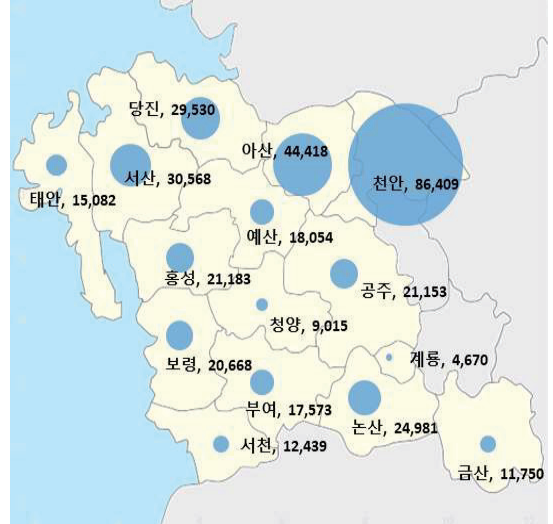 당진, 29,530
아산, 44,418
천안, 86,409
서산, 30,568
태안, 15,082
예산, 18,054
홍성, 21,183
공주, 21,153
청양, 9,015
보령, 20,668
계룡, 4,670
부여, 17,573
논산, 24,981
서천, 12,439
금산, 11,750